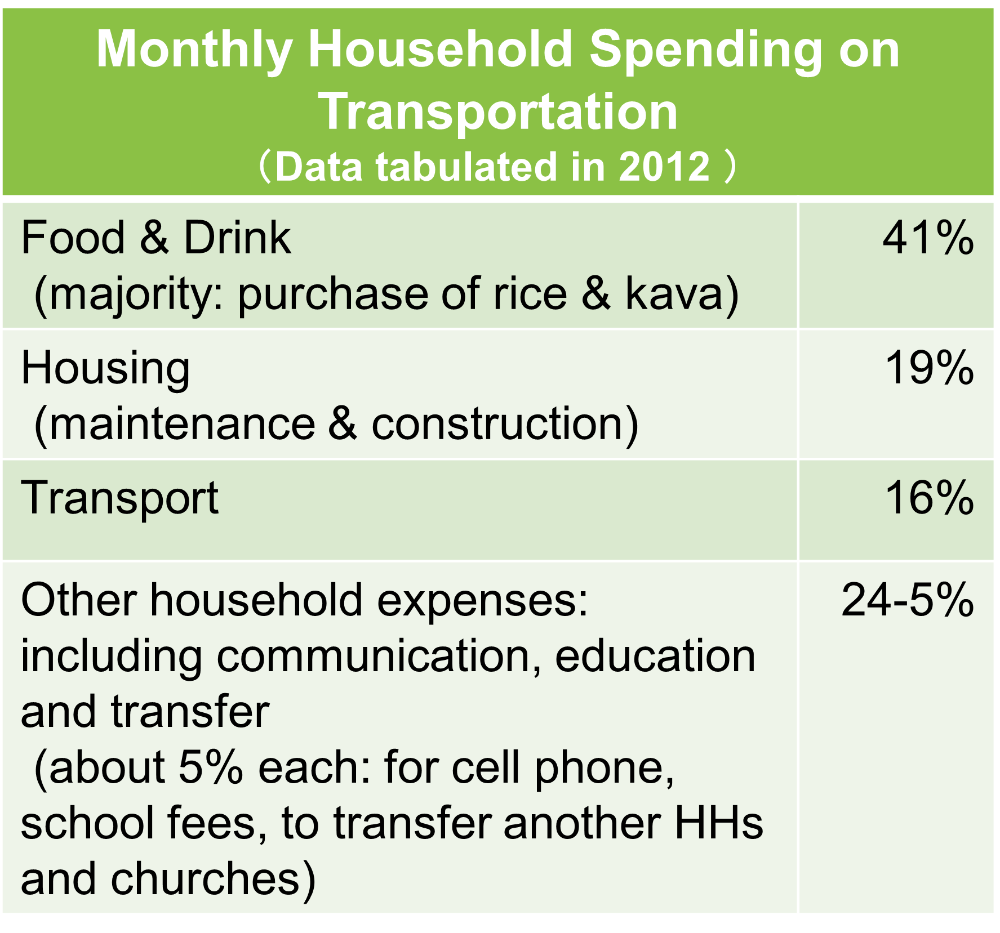 Monthly Household Spending on
Transportation
（Data tabulated in 2012 ）
Food & Drink 41%
(majority: purchase of rice & kava)
Housing 19%
(maintenance & construction)
Transport 16%
Other household expenses: 24-5%
including communication, education
and transfer
(about 5% each: for cell phone,
school fees, to transfer another HHs
and churches)